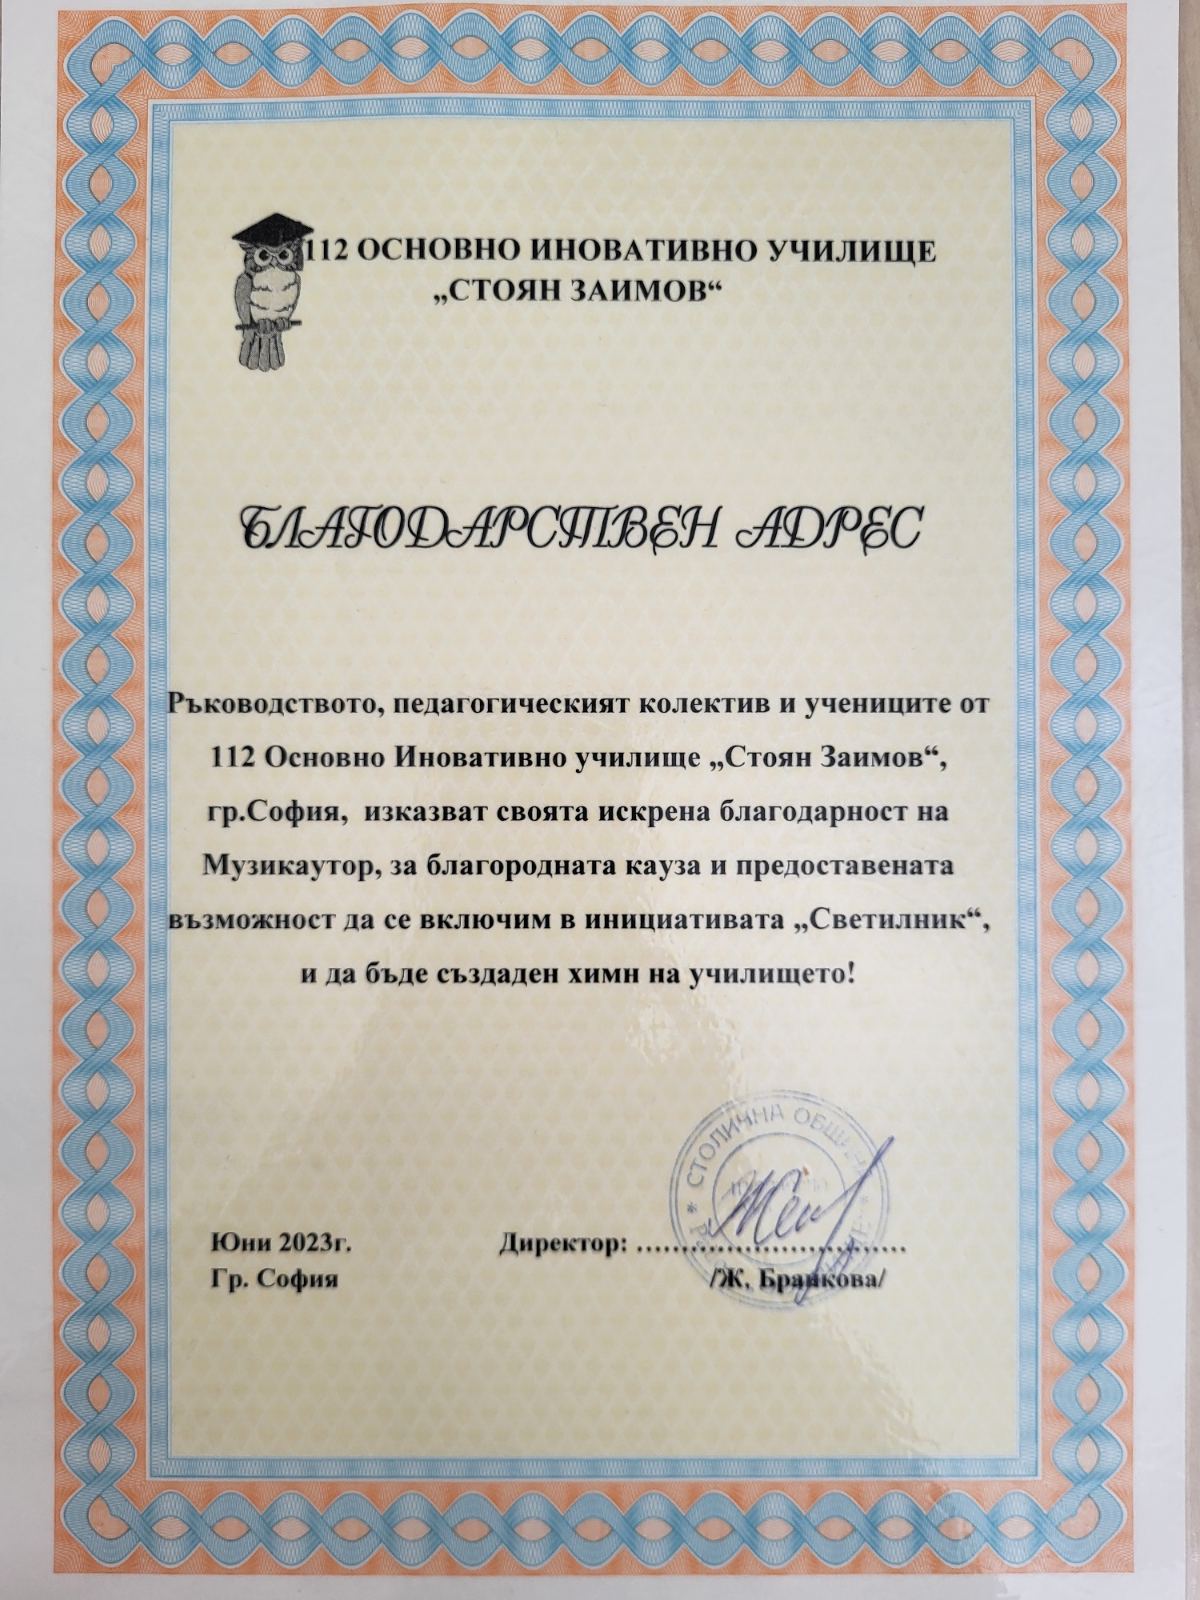 112 ОСНОВНО ИНОВАТИВНО УЧИЛИЩЕ
„СТОЯН ЗАИМОВ“
БЛАГОДАРСТВЕН АДРЕС
Ръководството, педагогическият колектив и учениците от
112 Основно Иновативно училище „Стоян Заимов“,
гр.София, изказват своята искрена благодарност на
Музикаутор, за благородната кауза и предоставената
възможност да се включим в инициативата „Светилник“,
и да бъде създаден химн на училището!
СТОЛИЧНА ОБЩИНА
Юни 2023г. Директор: ................................
Гр. София /Ж. Бранкова/